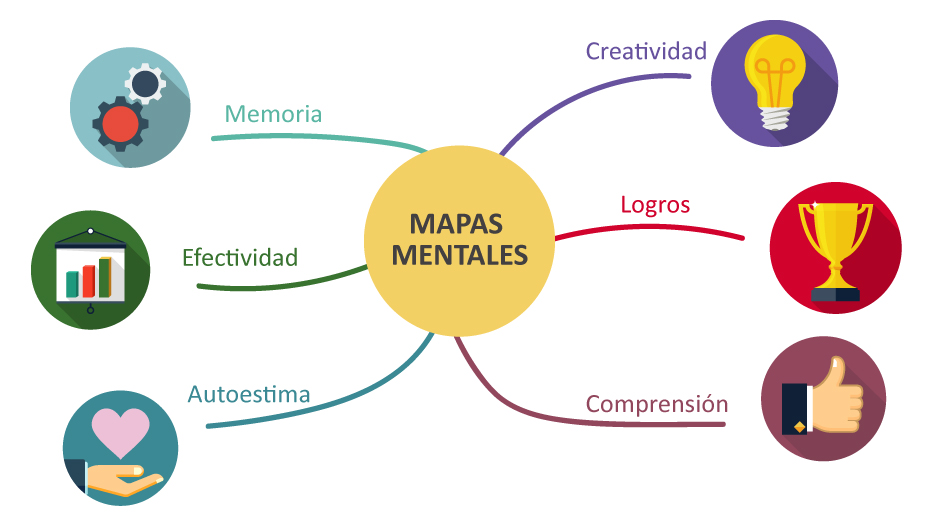 Creatividad
Memoria
Logros
MAPAS
MENTALES
Efectividad
Autoestima
Comprensión